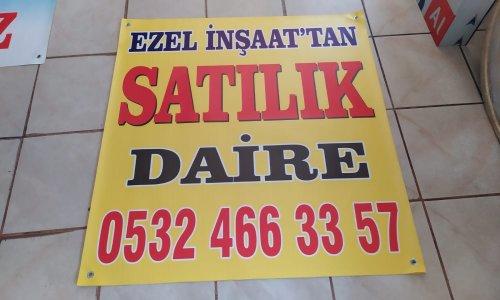 EZEL İNŞAAT'TAN
SATILIK
DAİRE
0532 466 33 57